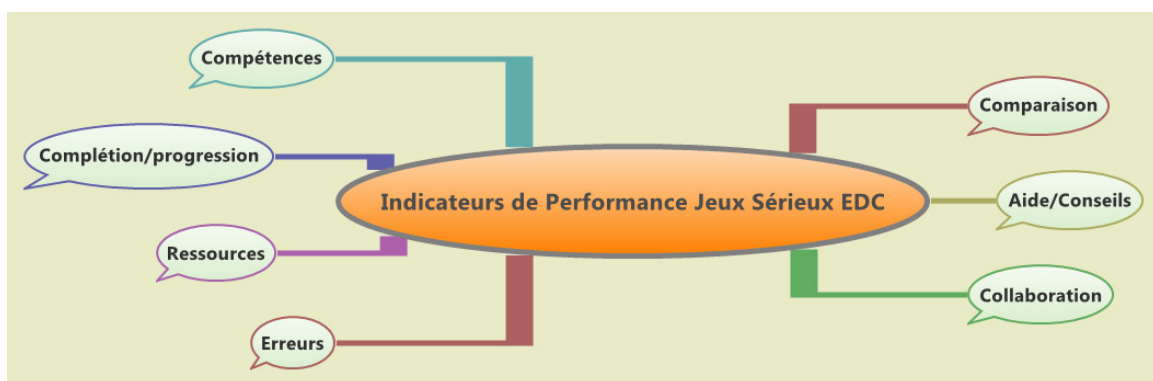 Compétences
Complétion/progression
Ressources
Erreurs
Indicateurs de Performance Jeux Sérieux EDC
Comparaison
Aide/Conseils
Collaboration